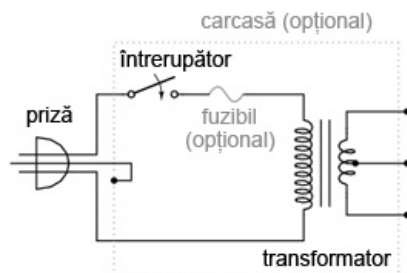 carcasă (opțional)
întrerupător
priză
fuzibil
(opțional)
transformator